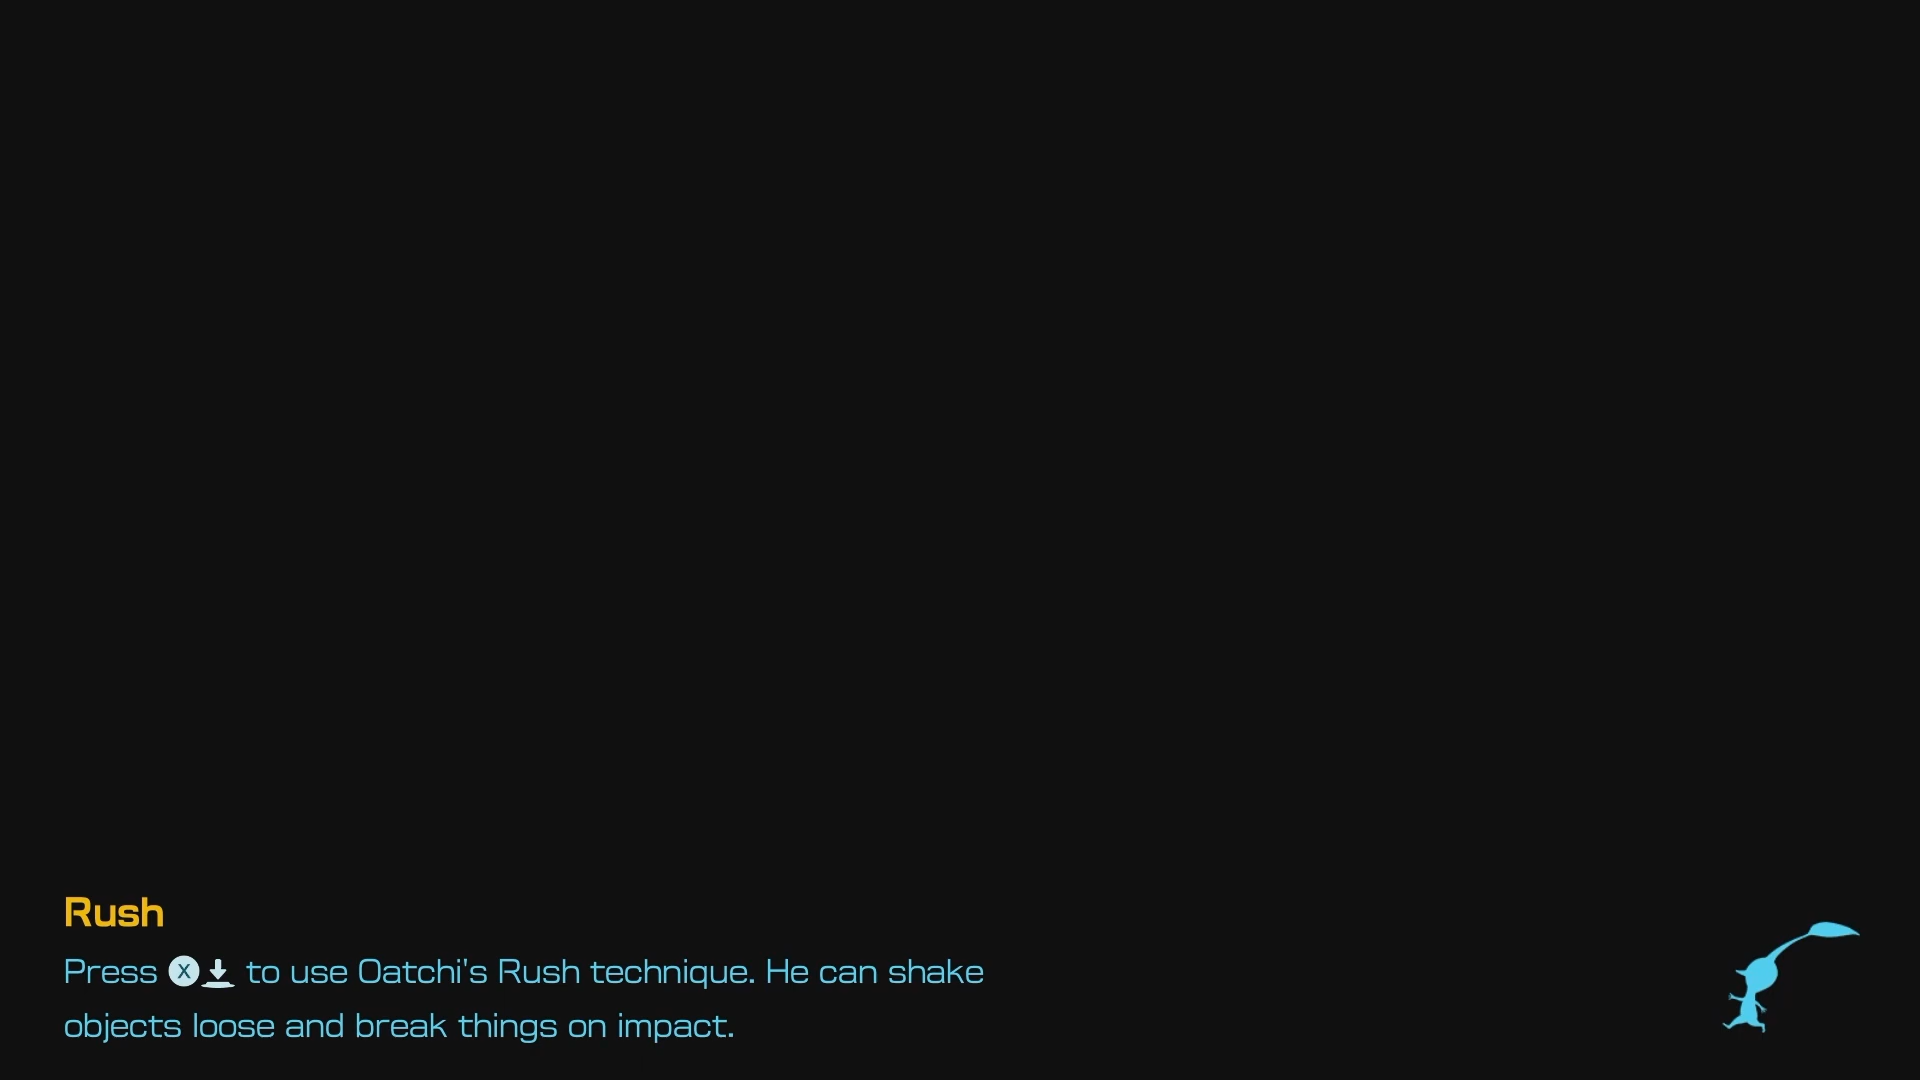 Rush
Press X to use Oatchi's Rush technique. He can shake
objects loose and break things on impact.